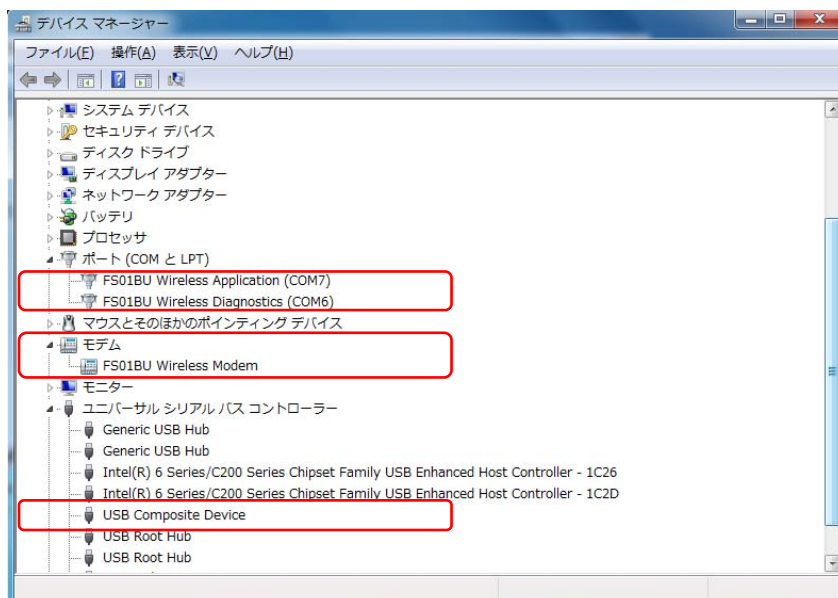 デバイス マネージャー
ファイル(F) 操作(A) 表示(V) ヘルプ(H)
システム デバイス
セキュリティ デバイス
ディスク ドライブ
ディスプレイ アダプター
ネットワーク アダプター
バッテリ
プロセッサ
ポート (COM と LPT)
FS01BU Wireless Application (COM7)
FS01BU Wireless Diagnostics (COM6)
マウスとそのほかのポインティング デバイス
モデム
FS01BU Wireless Modem
モニター
ユニバーサル シリアル バス コントローラー
Generic USB Hub
Generic USB Hub
Intel(R) 6 Series/C200 Series Chipset Family USB Enhanced Host Controller - 1C26
Intel(R) 6 Series/C200 Series Chipset Family USB Enhanced Host Controller - 1C2D
USB Composite Device
USB Root Hub
USB Root Hub